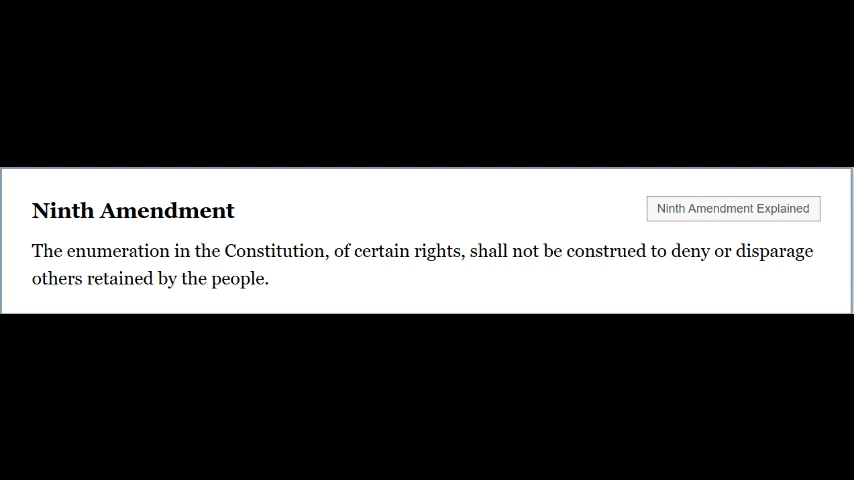 Ninth Amendment
Ninth Amendment Explained
The enumeration in the Constitution, of certain rights, shall not be construed to deny or disparage
others retained by the people.